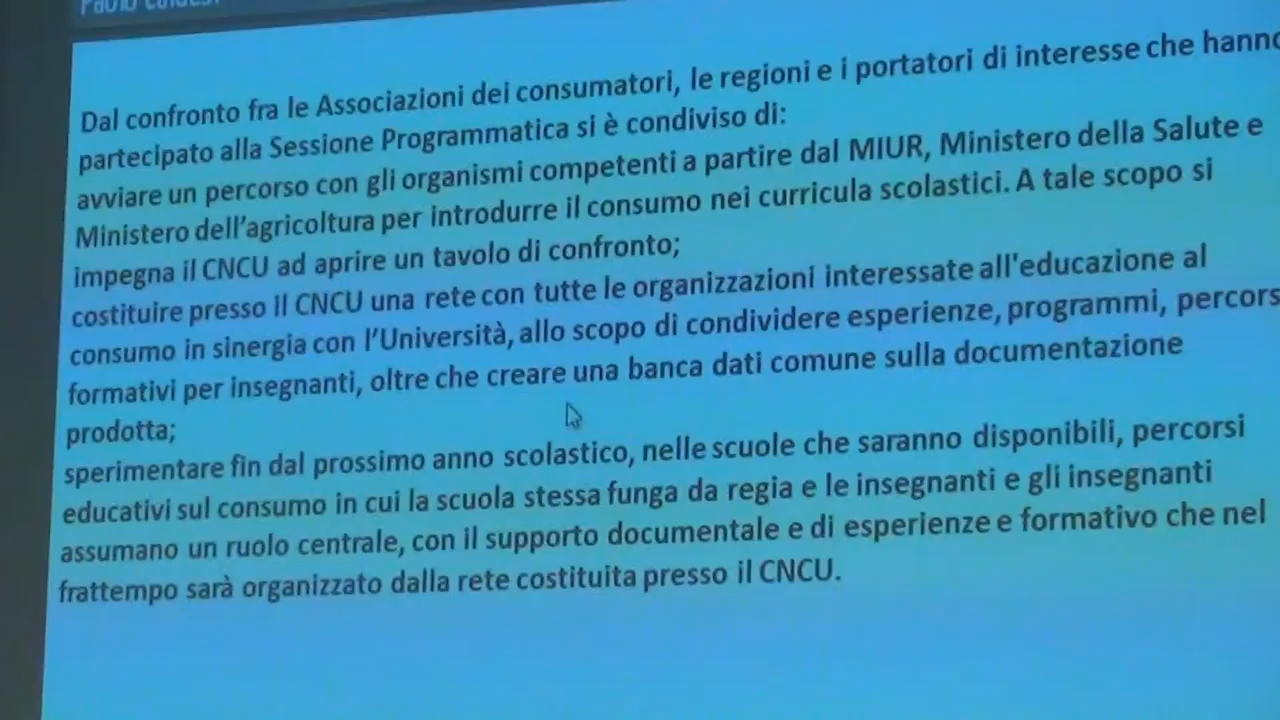 Dal confronto fra le Associazioni dei consumatori, le regioni e i portatori di interesse che hanno
partecipato alla Sessione Programmatica si è condiviso di:
avviare un percorso con gli organismi competenti a partire dal MIUR, Ministero della Salute e
Ministero dell'agricoltura per introdurre il consumo nei curricula scolastici. A tale scopo si
impegna il CNCU ad aprire un tavolo di confronto;
costituire presso il CNCU una rete con tutte le organizzazioni interessate all'educazione al
consumo in sinergia con l'Università, allo scopo di condividere esperienze, programmi, percors
formativi per insegnanti, oltre che creare una banca dati comune sulla documentazione
prodotta;
sperimentare fin dal prossimo anno scolastico, nelle scuole che saranno disponibili, percorsi
educativi sul consumo in cui la scuola stessa funga da regia e le insegnanti e gli insegnanti
assumano un ruolo centrale, con il supporto documentale e di esperienze e formativo che nel
frattempo sarà organizzato dalla rete costituita presso il CNCU.